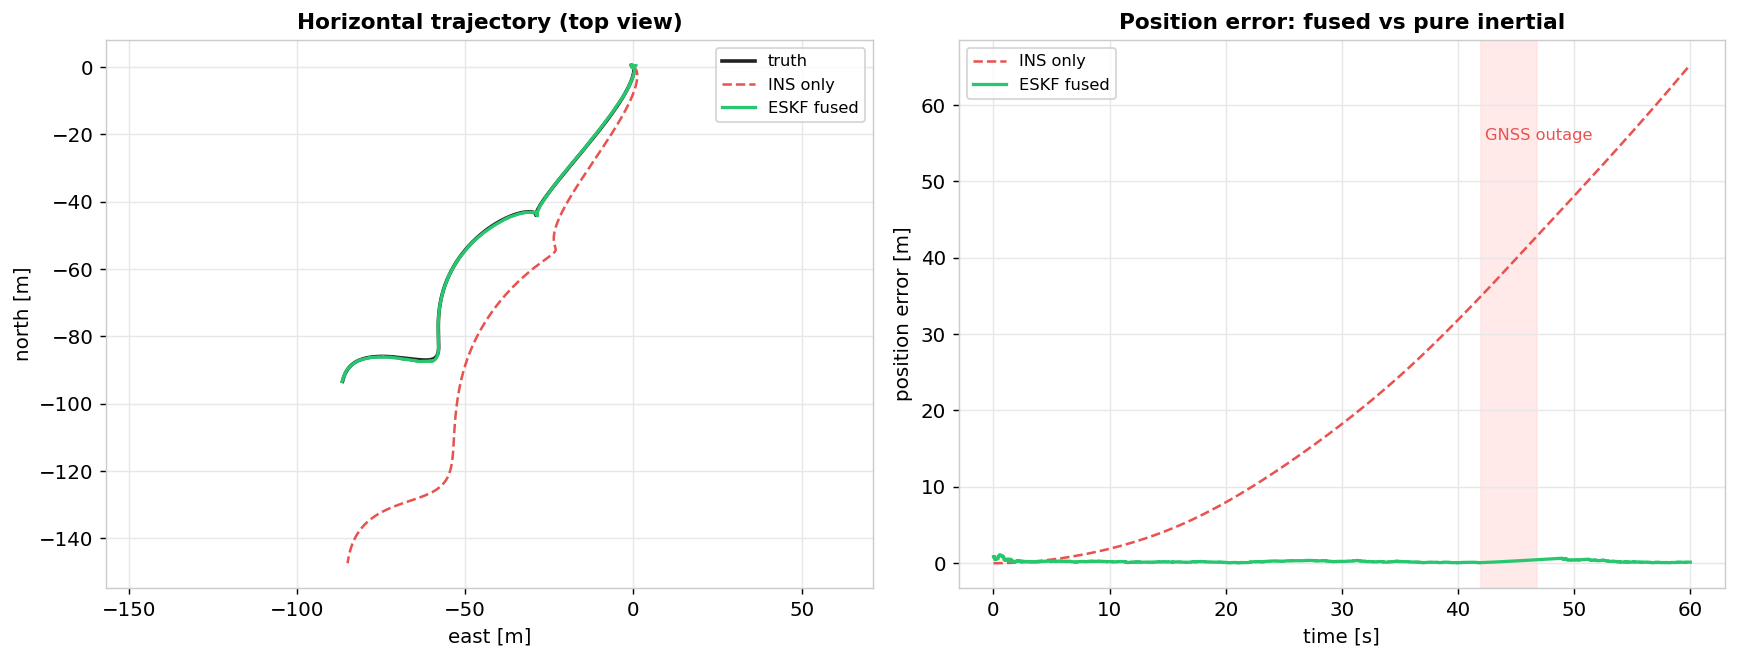 Horizontal trajectory (top view)
truth
INS only
ESKF fused
0
−20
−40
−60
−80
−100
−120
−140
north [m]
−150
−100
−50
0
50
east [m]
Position error: fused vs pure inertial
INS only
ESKF fused
GNSS outage
60
50
40
30
20
10
0
position error [m]
0
10
20
30
40
50
60
time [s]